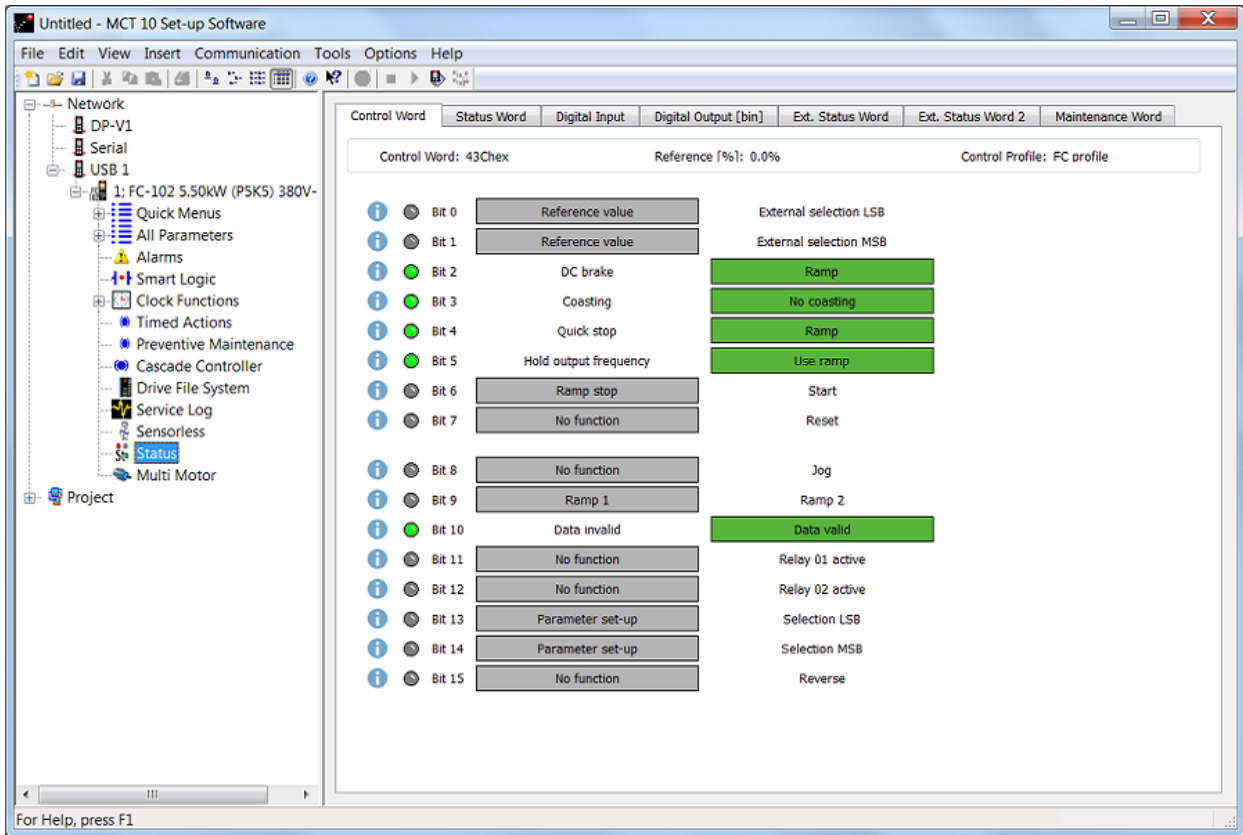 Untitled - MCT 10 Set-up Software
File Edit View Insert Communication Tools Options Help
Network
DP-V1
Serial
USB 1
1; FC-102 5.50kW (P5K5) 380V-
Quick Menus
All Parameters
Alarms
Smart Logic
Clock Functions
Timed Actions
Preventive Maintenance
Cascade Controller
Drive File System
Service Log
Sensorless
Status
Multi Motor
Project
Control Word Status Word Digital Input Digital Output [bin] Ext. Status Word Ext. Status Word 2 Maintenance Word
Control Word: 43Chex Reference [%]: 0.0% Control Profile: FC profile
Bit 0 Reference value External selection LSB
Bit 1 Reference value External selection MSB
Bit 2 DC brake Ramp
Bit 3 Coasting No coasting
Bit 4 Quick stop Ramp
Bit 5 Hold output frequency Use ramp
Bit 6 Ramp stop Start
Bit 7 No function Reset
Bit 8 No function Jog
Bit 9 Ramp 1 Ramp 2
Bit 10 Data invalid Data valid
Bit 11 No function Relay 01 active
Bit 12 No function Relay 02 active
Bit 13 Parameter set-up Selection LSB
Bit 14 Parameter set-up Selection MSB
Bit 15 No function Reverse
For Help, press F1